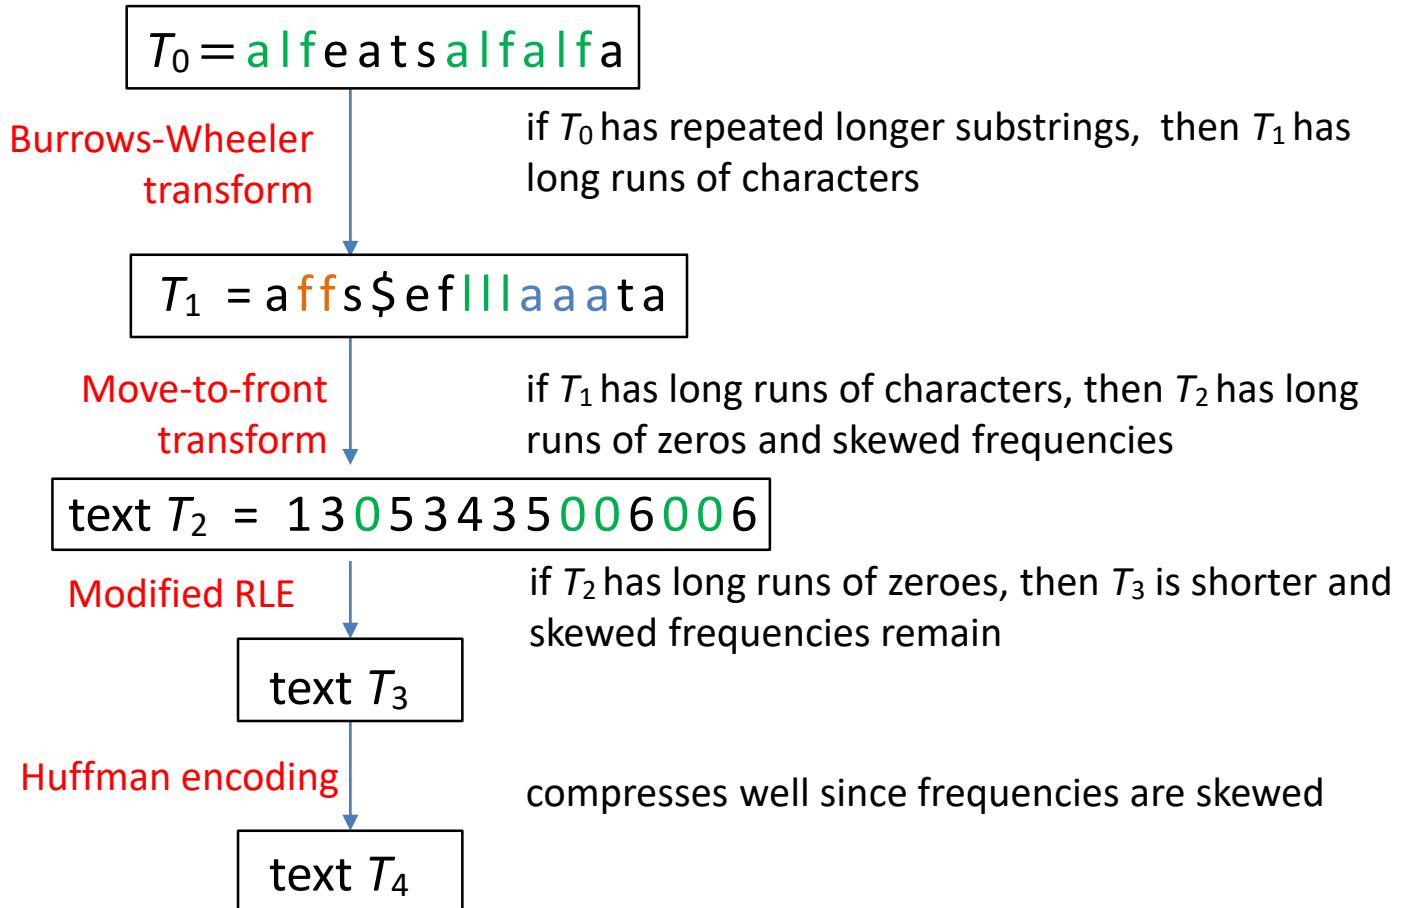 T₀ = alfeatsalfalfa
Burrows-Wheeler
transform
if T₀ has repeated longer substrings, then T₁ has
long runs of characters
T₁ = affs$eflllaaata
Move-to-front
transform
if T₁ has long runs of characters, then T₂ has long
runs of zeros and skewed frequencies
text T₂ = 13053435006006
Modified RLE
if T₂ has long runs of zeroes, then T₃ is shorter and
skewed frequencies remain
text T₃
Huffman encoding
compresses well since frequencies are skewed
text T₄